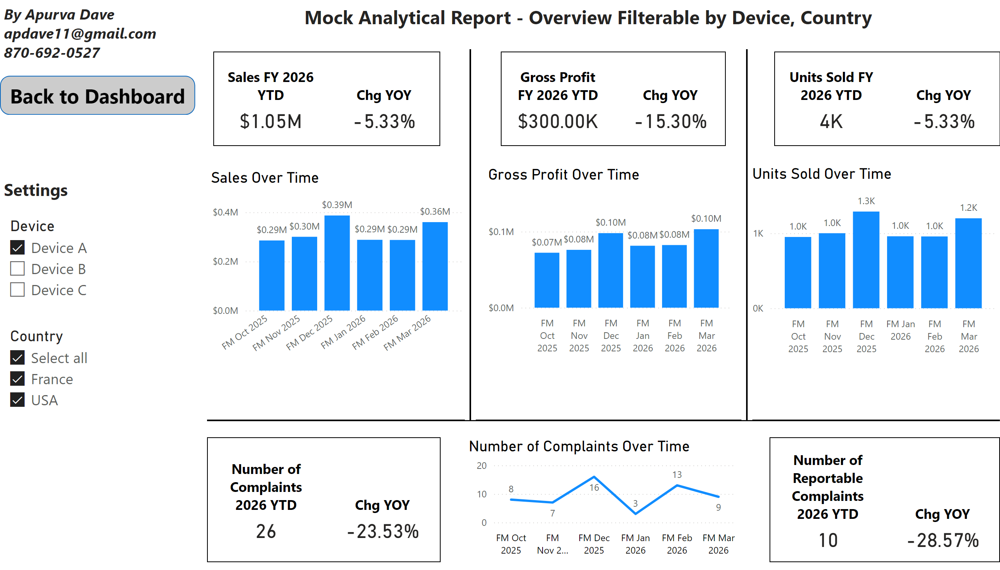 By Apurva Dave
apdave11@gmail.com
870-692-0527
Mock Analytical Report - Overview Filterable by Device, Country
Back to Dashboard
Settings
Device
Device A
Device B
Device C
Country
Select all
France
USA
Sales FY 2026
YTD
Chg YOY
$1.05M
-5.33%
Gross Profit
FY 2026 YTD
Chg YOY
$300.00K
-15.30%
Units Sold FY
2026 YTD
Chg YOY
4K
-5.33%
Sales Over Time
$0.4M
$0.2M
$0.0M
$0.29M
$0.30M
$0.39M
$0.29M
$0.29M
$0.36M
FM Oct 2025
FM Nov 2025
FM Dec 2025
FM Jan 2026
FM Feb 2026
FM Mar 2026
Gross Profit Over Time
$0.1M
$0.0M
$0.07M
$0.08M
$0.10M
$0.08M
$0.08M
$0.10M
FM
Oct
2025
FM
Nov
2025
FM
Dec
2025
FM
Jan
2026
FM
Feb
2026
FM
Mar
2026
Units Sold Over Time
1K
0K
1.0K
1.0K
1.3K
1.0K
1.0K
1.2K
FM
Oct
2025
FM
Nov
2025
FM
Dec
2025
FM Jan
2026
FM
Feb
2026
FM
Mar
2026
Number of
Complaints
2026 YTD
Chg YOY
26
-23.53%
Number of Complaints Over Time
20
10
0
8
7
16
3
13
9
FM Oct
2025
FM
Nov 2...
FM Dec
2025
FM Jan
2026
FM Feb
2026
FM Mar
2026
Number of
Reportable
Complaints
2026 YTD
Chg YOY
10
-28.57%